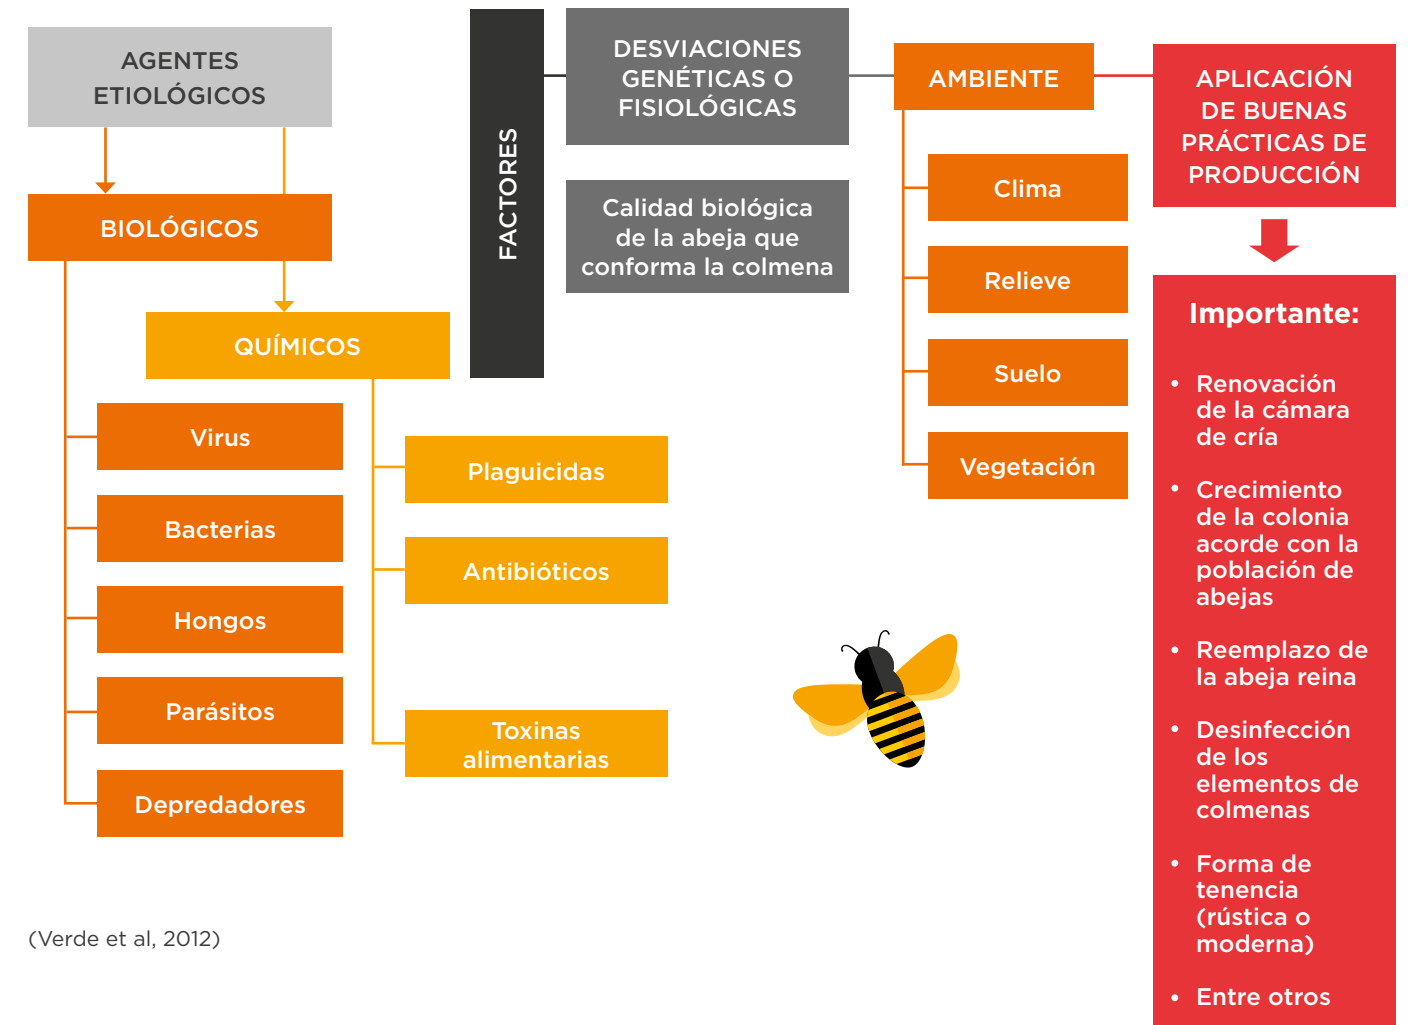 AGENTES
ETIOLÓGICOS
BIOLÓGICOS
QUÍMICOS
Virus
Bacterias
Hongos
Parásitos
Depredadores
Plaguicidas
Antibióticos
Toxinas
alimentarias
FACTORES
DESVIACIONES
GENÉTICAS O
FISIOLÓGICAS
Calidad biológica
de la abeja que
conforma la colmena
AMBIENTE
Clima
Relieve
Suelo
Vegetación
APLICACIÓN
DE BUENAS
PRÁCTICAS DE
PRODUCCIÓN
Importante:
• Renovación
de la cámara
de cría
• Crecimiento
de la colonia
acorde con la
población de
abejas
• Reemplazo de
la abeja reina
• Desinfección
de los
elementos de
colmenas
• Forma de
tenencia
(rústica o
moderna)
• Entre otros
(Verde et al, 2012)